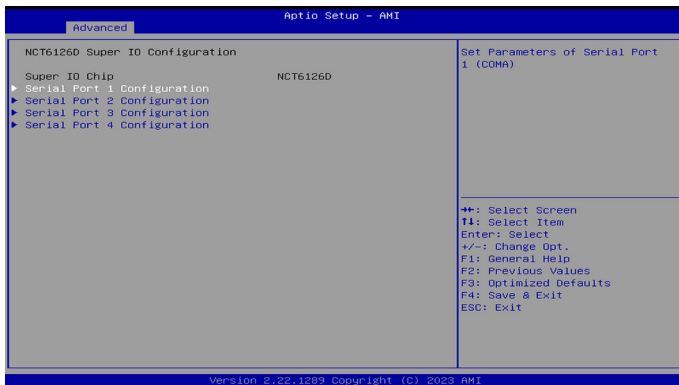 Aptio Setup – AMI
Advanced
NCT6126D Super IO Configuration
Super IO Chip NCT6126D
▶ Serial Port 1 Configuration
▶ Serial Port 2 Configuration
▶ Serial Port 3 Configuration
▶ Serial Port 4 Configuration
Set Parameters of Serial Port
1 (COMA)
→←: Select Screen
↑↓: Select Item
Enter: Select
+/-: Change Opt.
F1: General Help
F2: Previous Values
F3: Optimized Defaults
F4: Save & Exit
ESC: Exit
Version 2.22.1289 Copyright (C) 2023 AMI